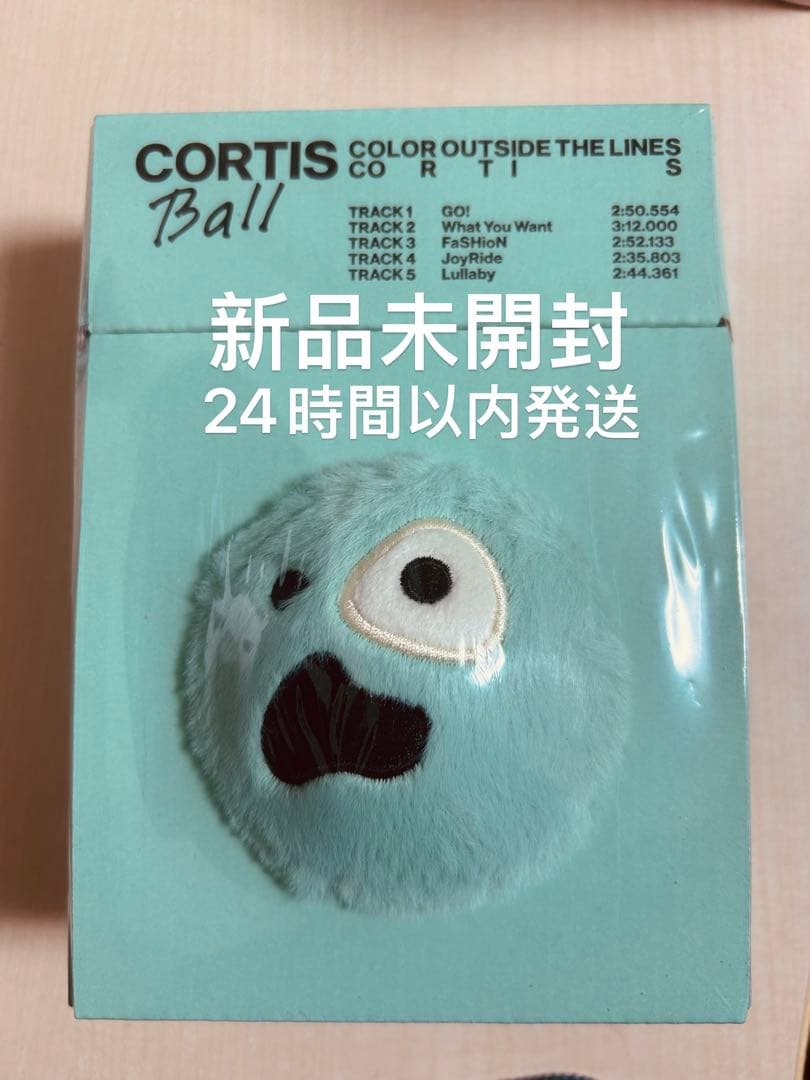 CORTIS
Ball
COLOR OUTSIDE THE LINES
CO R T I S
TRACK 1 GO! 2:50.554
TRACK 2 What You Want 3:12.000
TRACK 3 FaSHioN 2:52.133
TRACK 4 JoyRide 2:35.803
TRACK 5 Lullaby 2:44.361
新品未開封
24時間以内発送